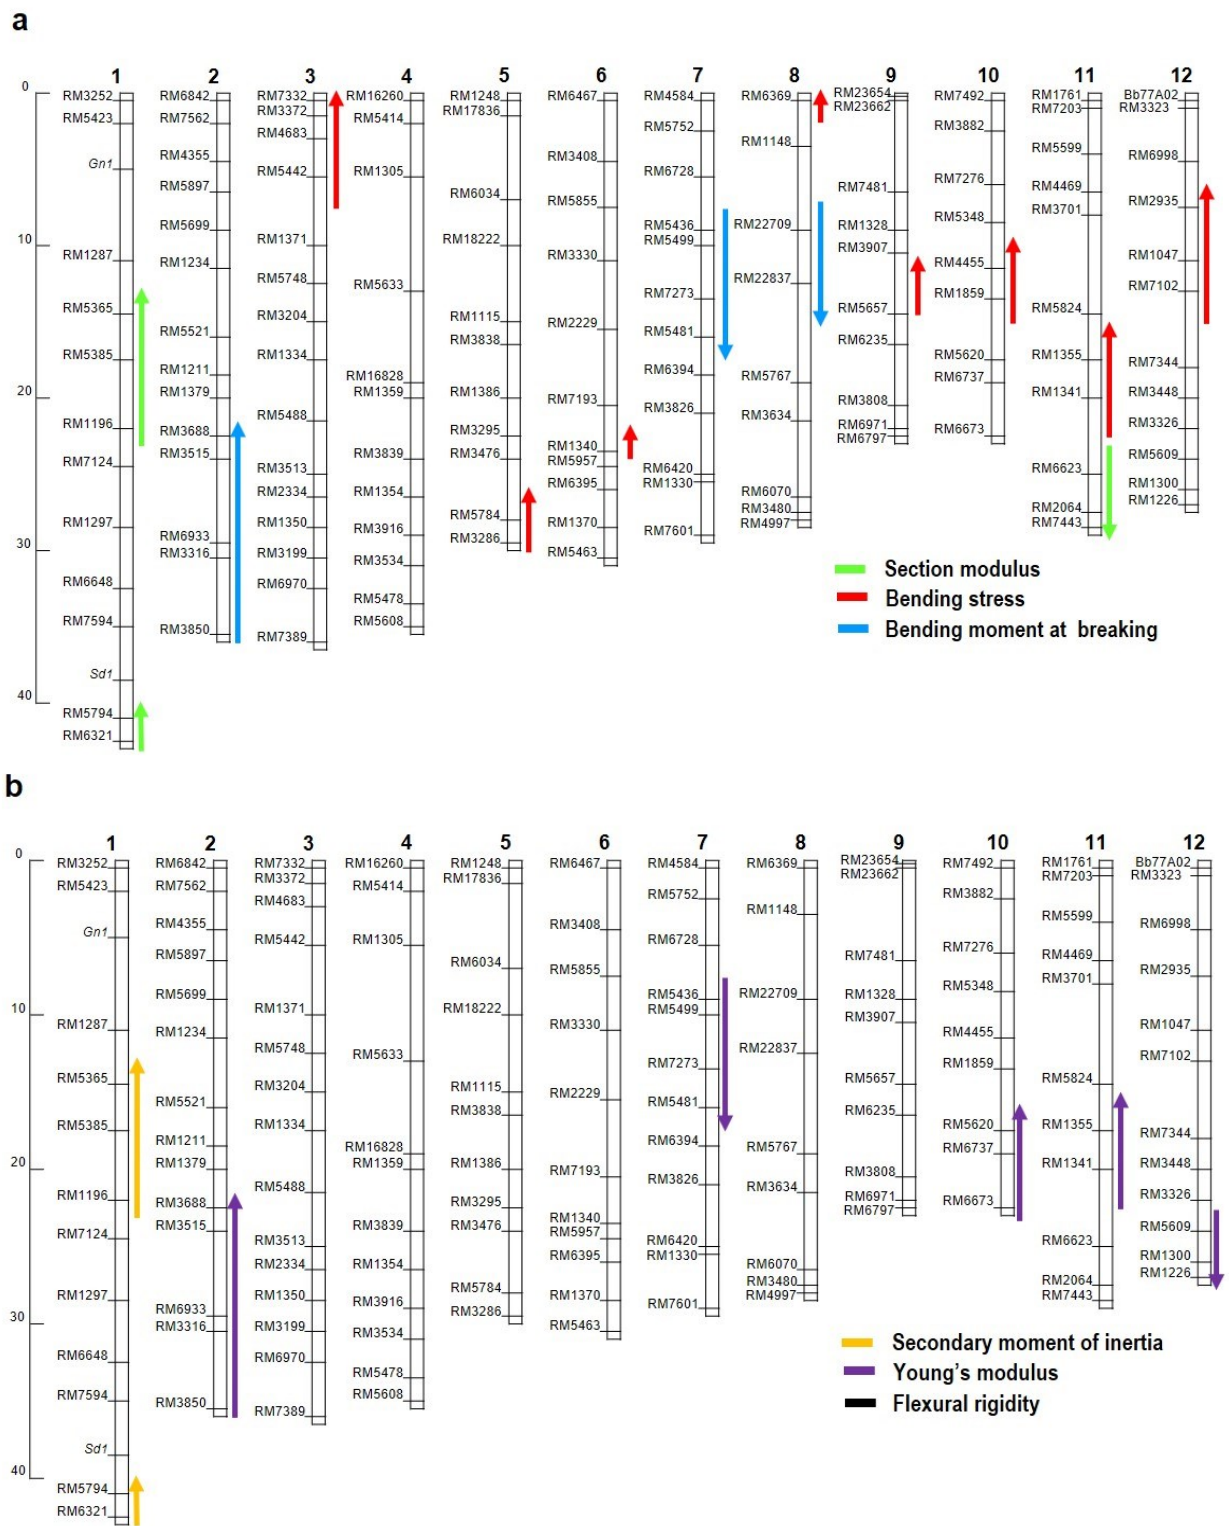 a
1 2 3 4 5 6 7 8 9 10 11 12
0
10
20
30
40
RM3252
RM5423
Gn1
RM1287
RM5365
RM5385
RM1196
RM7124
RM1297
RM6648
RM7594
Sd1
RM5794
RM6321
RM6842
RM7562
RM4355
RM5897
RM5699
RM1234
RM5521
RM1211
RM1379
RM3688
RM3515
RM6933
RM3316
RM3850
RM7332
RM3372
RM4683
RM5442
RM1371
RM5748
RM3204
RM1334
RM5488
RM3513
RM2334
RM1350
RM3199
RM6970
RM7389
RM16260
RM5414
RM1305
RM5633
RM16828
RM1359
RM3839
RM1354
RM3916
RM3534
RM5478
RM5608
RM1248
RM17836
RM6034
RM18222
RM1115
RM3838
RM1386
RM3295
RM3476
RM5784
RM3286
RM6467
RM3408
RM5855
RM3330
RM2229
RM7193
RM1340
RM5957
RM6395
RM1370
RM5463
RM4584
RM5752
RM6728
RM5436
RM5499
RM7273
RM5481
RM6394
RM3826
RM6420
RM1330
RM7601
RM6369
RM1148
RM22709
RM22837
RM5767
RM3634
RM6070
RM3480
RM4997
RM23654
RM23662
RM7481
RM1328
RM3907
RM5657
RM6235
RM3808
RM6971
RM6797
RM7492
RM3882
RM7276
RM5348
RM4455
RM1859
RM5620
RM6737
RM6673
RM1761
RM7203
RM5599
RM4469
RM3701
RM5824
RM1355
RM1341
RM6623
RM2064
RM7443
Bb77A02
RM3323
RM6998
RM2935
RM1047
RM7102
RM7344
RM3448
RM3326
RM5609
RM1300
RM1226
Section modulus
Bending stress
Bending moment at breaking
b
1 2 3 4 5 6 7 8 9 10 11 12
0
10
20
30
40
RM3252
RM5423
Gn1
RM1287
RM5365
RM5385
RM1196
RM7124
RM1297
RM6648
RM7594
Sd1
RM5794
RM6321
RM6842
RM7562
RM4355
RM5897
RM5699
RM1234
RM5521
RM1211
RM1379
RM3688
RM3515
RM6933
RM3316
RM3850
RM7332
RM3372
RM4683
RM5442
RM1371
RM5748
RM3204
RM1334
RM5488
RM3513
RM2334
RM1350
RM3199
RM6970
RM7389
RM16260
RM5414
RM1305
RM5633
RM16828
RM1359
RM3839
RM1354
RM3916
RM3534
RM5478
RM5608
RM1248
RM17836
RM6034
RM18222
RM1115
RM3838
RM1386
RM3295
RM3476
RM5784
RM3286
RM6467
RM3408
RM5855
RM3330
RM2229
RM7193
RM1340
RM5957
RM6395
RM1370
RM5463
RM4584
RM5752
RM6728
RM5436
RM5499
RM7273
RM5481
RM6394
RM3826
RM6420
RM1330
RM7601
RM6369
RM1148
RM22709
RM22837
RM5767
RM3634
RM6070
RM3480
RM4997
RM23654
RM23662
RM7481
RM1328
RM3907
RM5657
RM6235
RM3808
RM6971
RM6797
RM7492
RM3882
RM7276
RM5348
RM4455
RM1859
RM5620
RM6737
RM6673
RM1761
RM7203
RM5599
RM4469
RM3701
RM5824
RM1355
RM1341
RM6623
RM2064
RM7443
Bb77A02
RM3323
RM6998
RM2935
RM1047
RM7102
RM7344
RM3448
RM3326
RM5609
RM1300
RM1226
Secondary moment of inertia
Young's modulus
Flexural rigidity